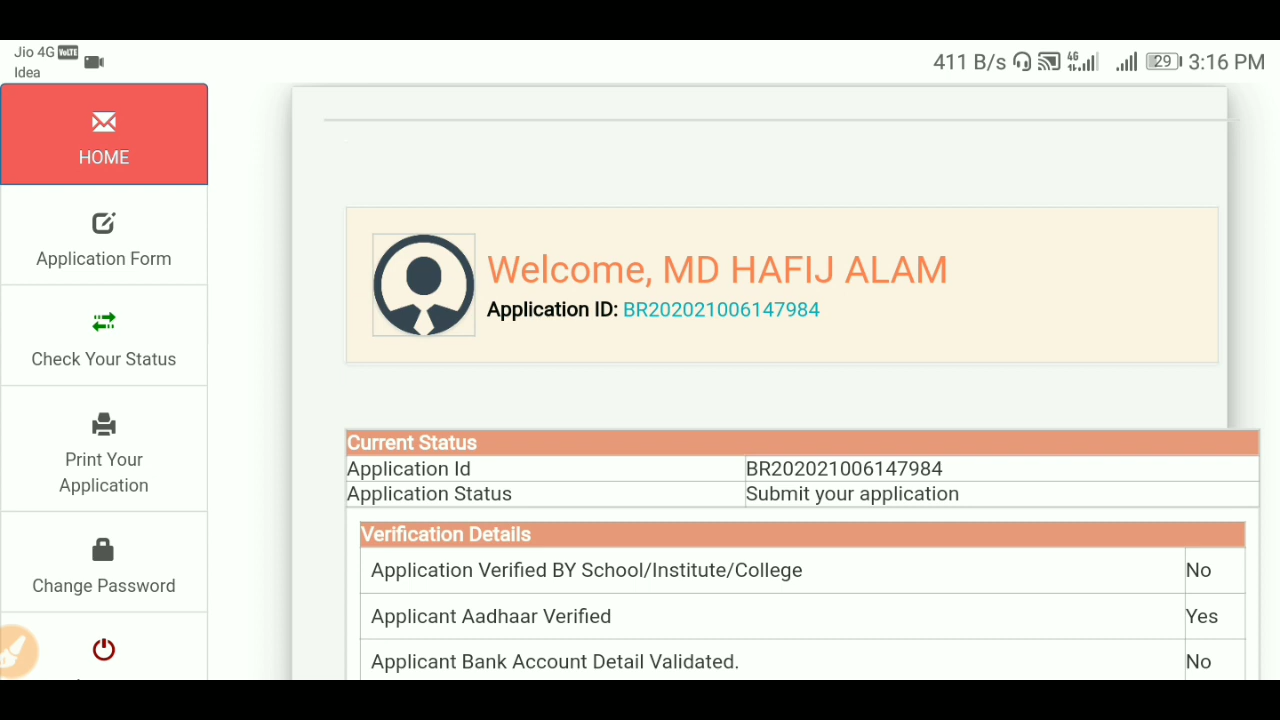 Jio 4G VoLTE
Idea
411 B/s 4G 29 3:16 PM
HOME
Application Form
Check Your Status
Print Your
Application
Change Password
Welcome, MD HAFIJ ALAM
Application ID: BR202021006147984
Current Status
Application Id BR202021006147984
Application Status Submit your application
Verification Details
Application Verified BY School/Institute/College No
Applicant Aadhaar Verified Yes
Applicant Bank Account Detail Validated. No